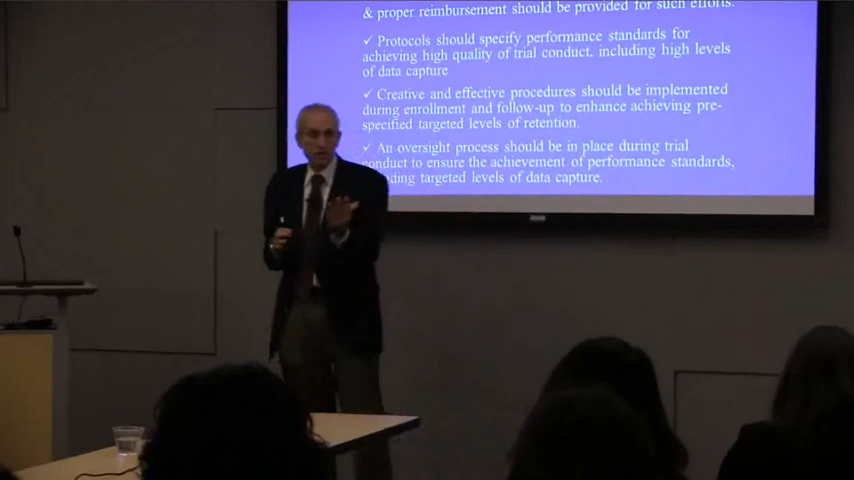 & proper reimbursement should be provided for such efforts.
✓ Protocols should specify performance standards for
achieving high quality of trial conduct, including high levels
of data capture
✓ Creative and effective procedures should be implemented
during enrollment and follow-up to enhance achieving pre-
specified targeted levels of retention.
✓ An oversight process should be in place during trial
conduct to ensure the achievement of performance standards,
targeted levels of data capture.